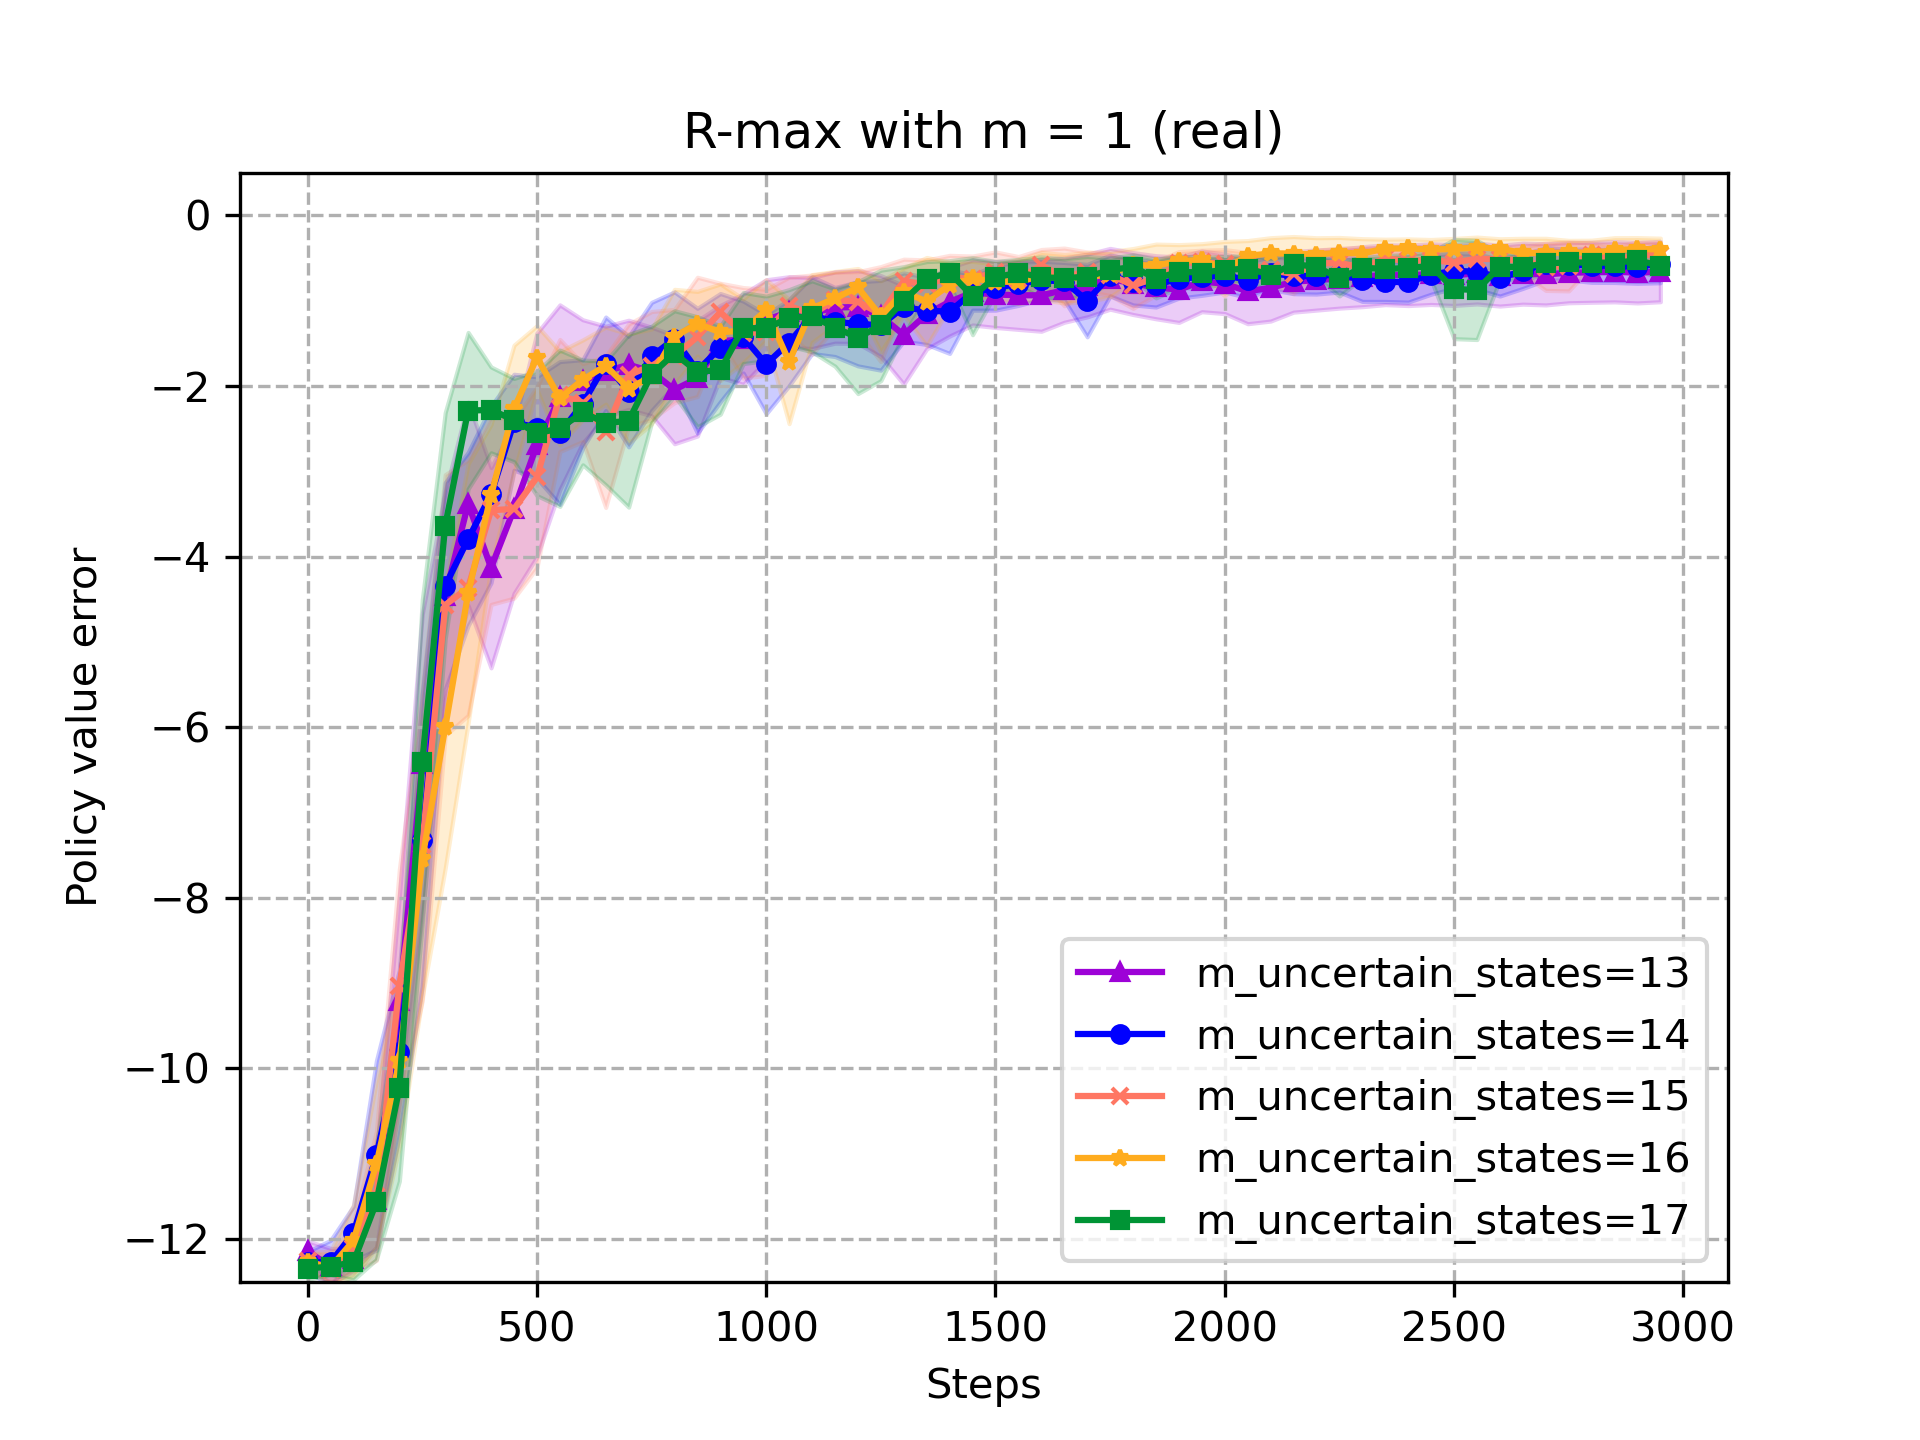 R-max with m = 1 (real)
0
−2
−4
−6
−8
−10
−12
Policy value error
0 500 1000 1500 2000 2500 3000
Steps
m_uncertain_states=13
m_uncertain_states=14
m_uncertain_states=15
m_uncertain_states=16
m_uncertain_states=17